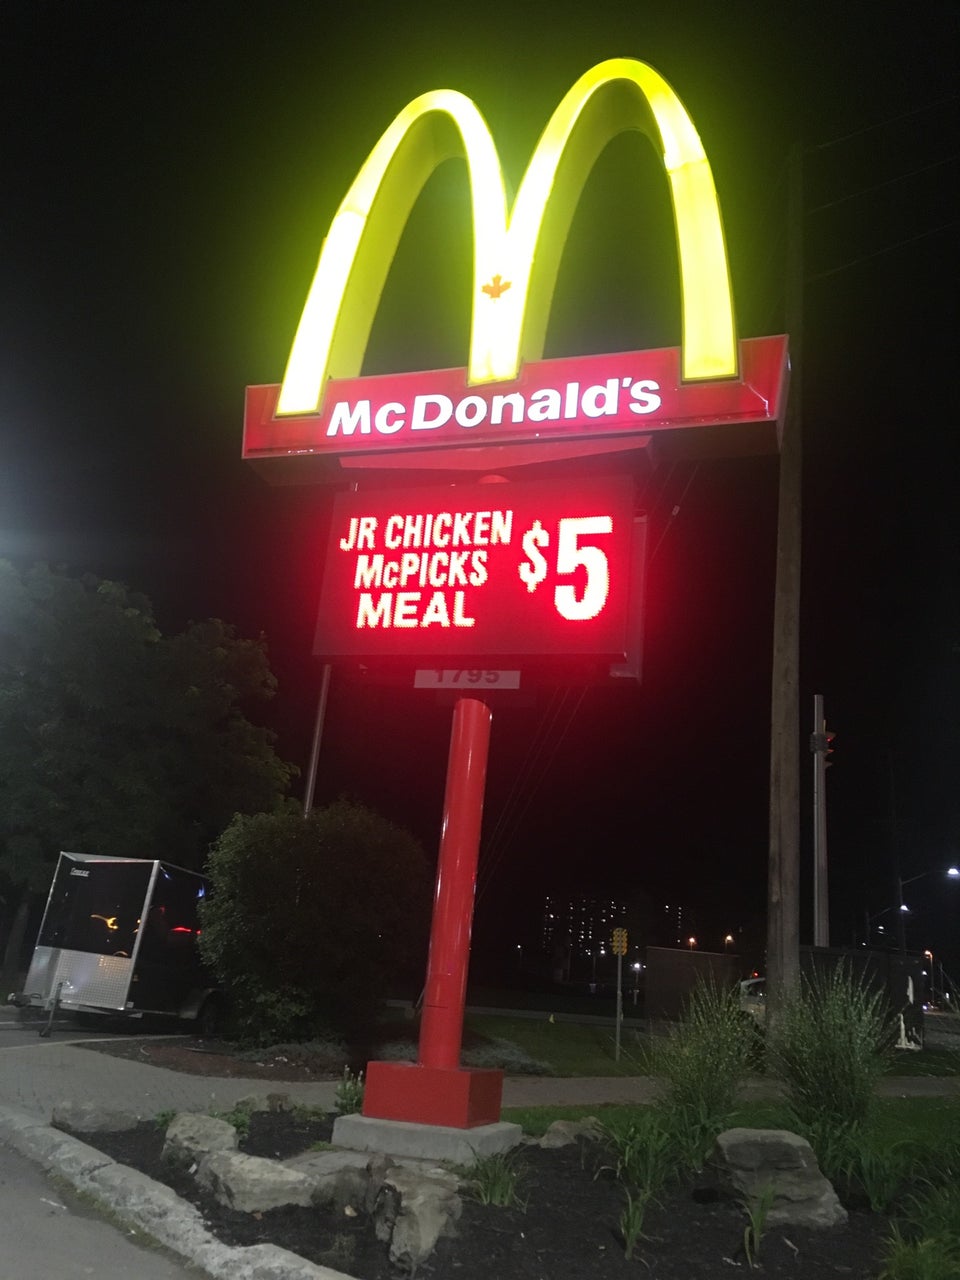 McDonald's
JR CHICKEN
McPICKS
MEAL
$5
1795